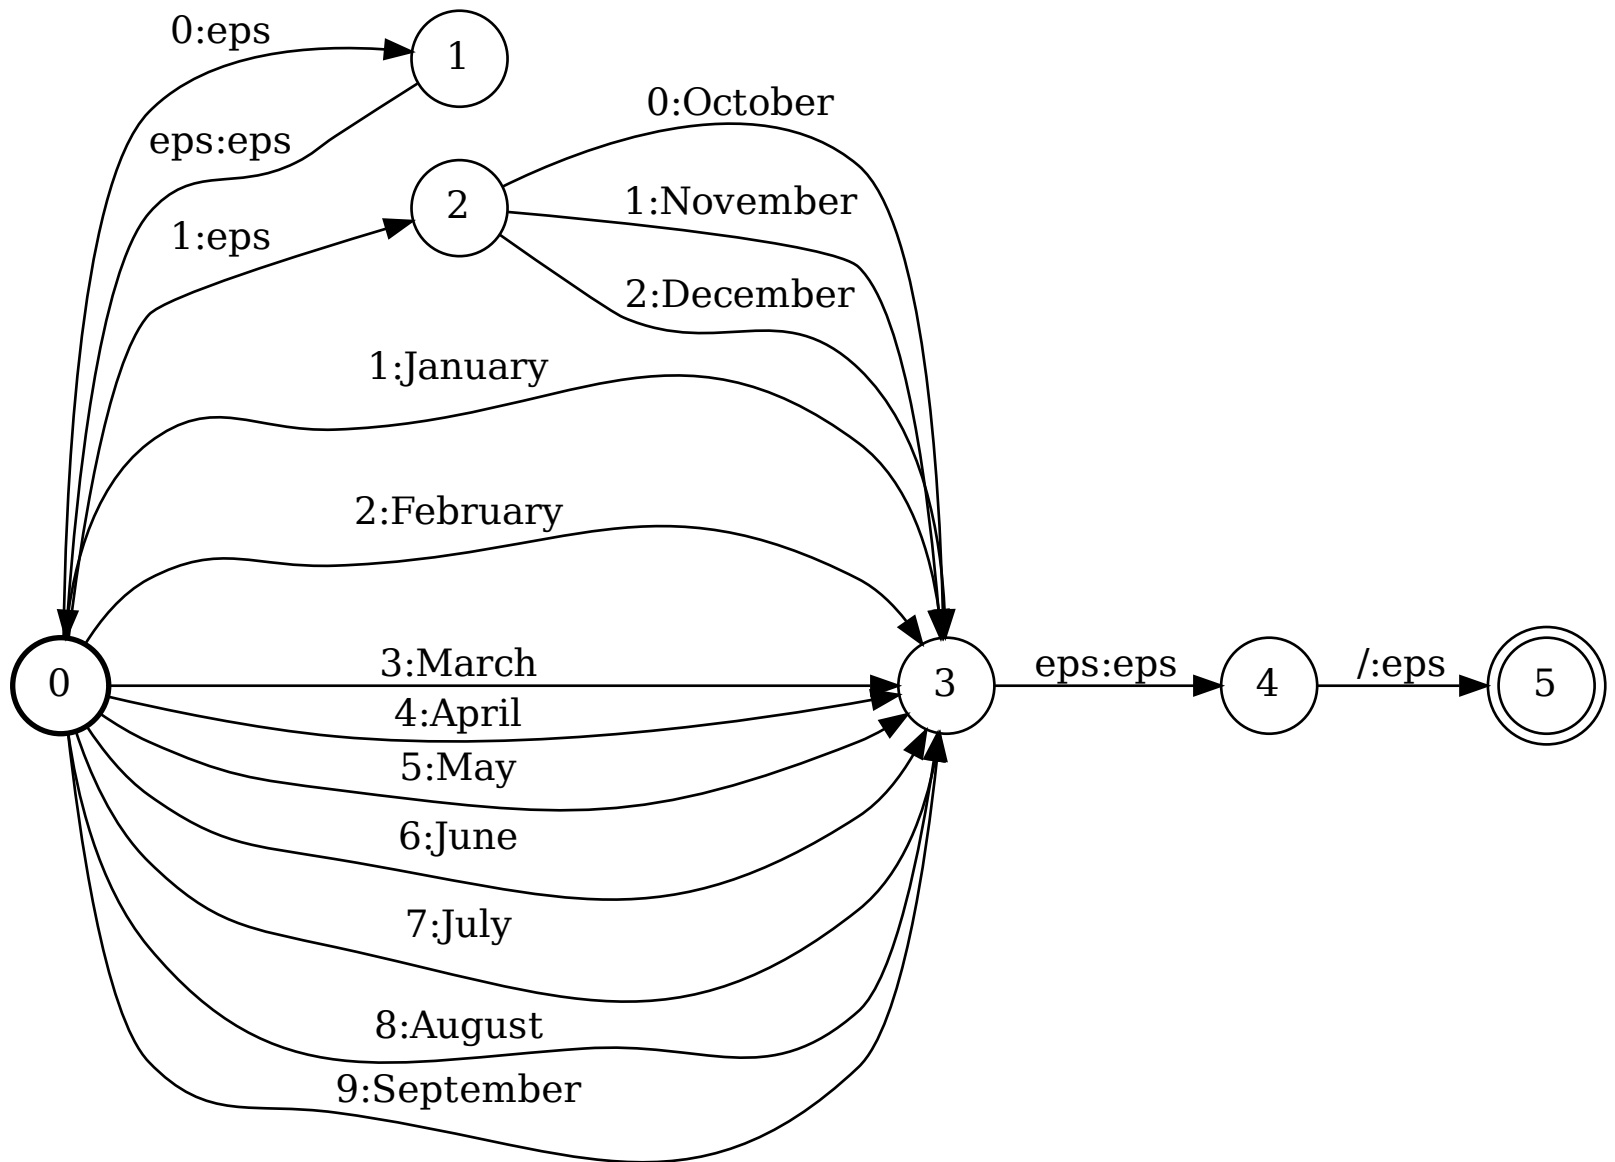 0:eps
1
eps:eps
0:October
2
1:November
1:eps
2:December
1:January
2:February
3:March
eps:eps
/:eps
0
3
4
5
4:April
5:May
6:June
7:July
8:August
9:September